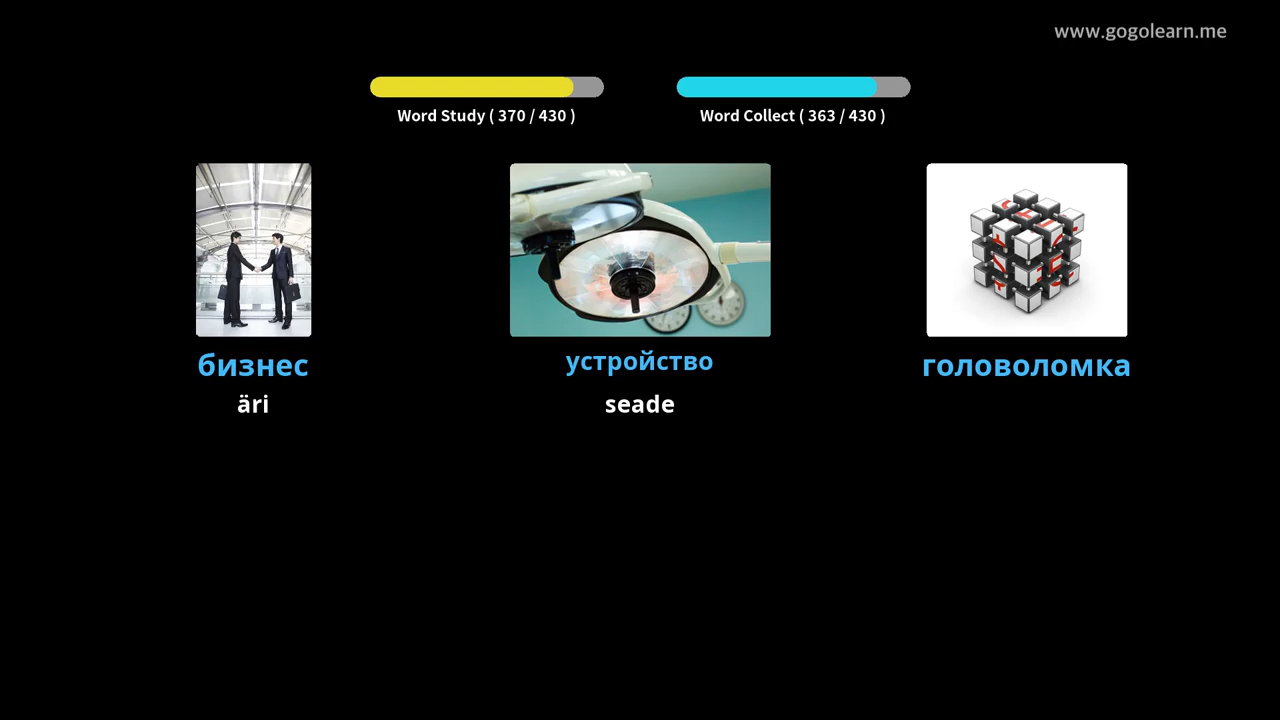 www.gogolearn.me
Word Study ( 370 / 430 )
Word Collect ( 363 / 430 )
бизнес
устройство
головоломка
äri
seade